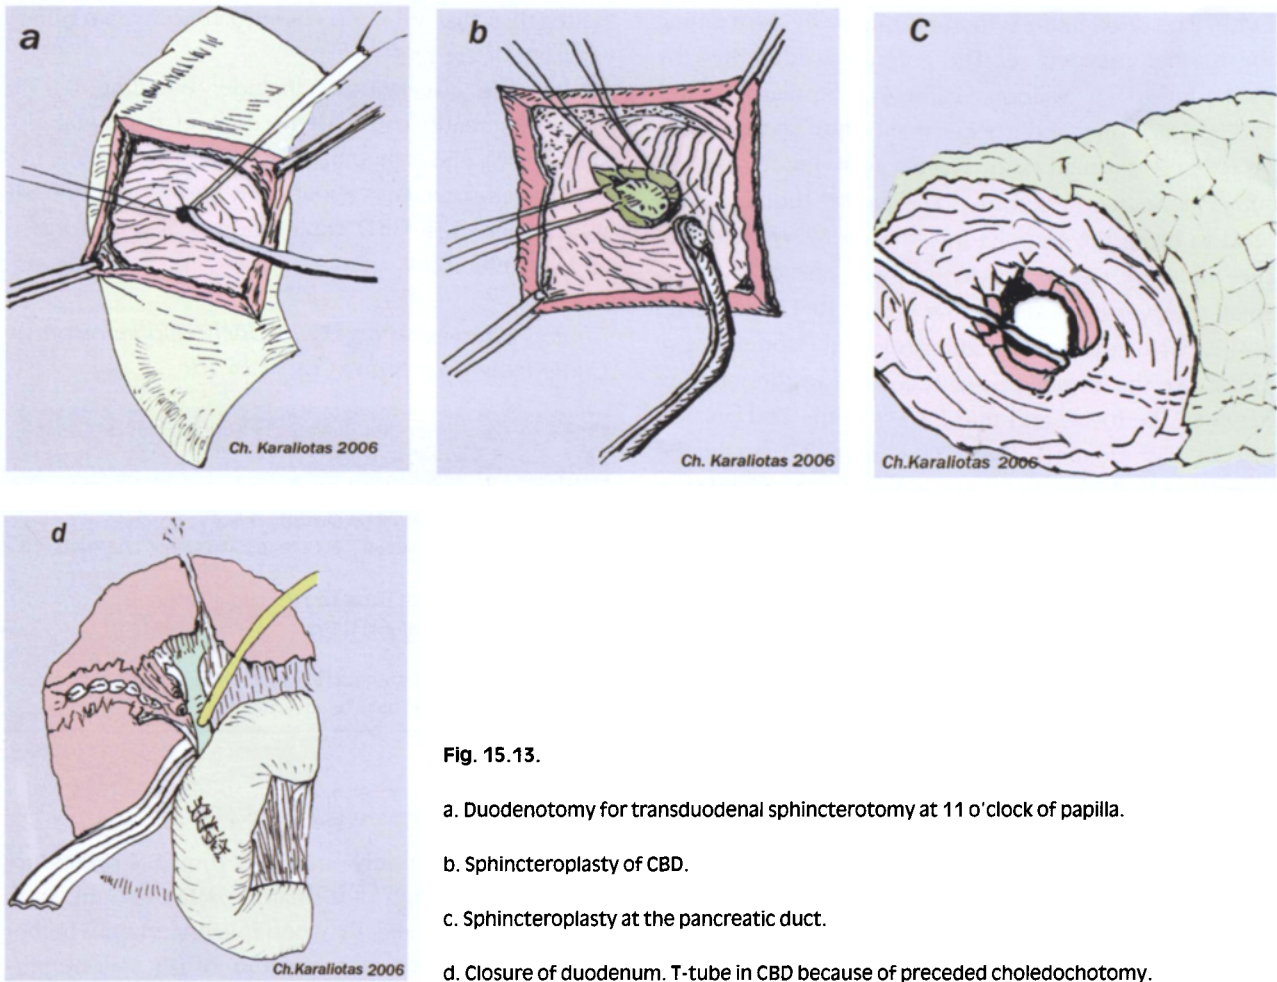 a
b
c
Ch. Karaliotas 2006
Ch. Karaliotas 2006
Ch.Karaliotas 2006
d
Ch.Karaliotas 2006
Fig. 15.13.
a. Duodenotomy for transduodenal sphincterotomy at 11 o'clock of papilla.
b. Sphincteroplasty of CBD.
c. Sphincteroplasty at the pancreatic duct.
d. Closure of duodenum. T-tube in CBD because of preceded choledochotomy.